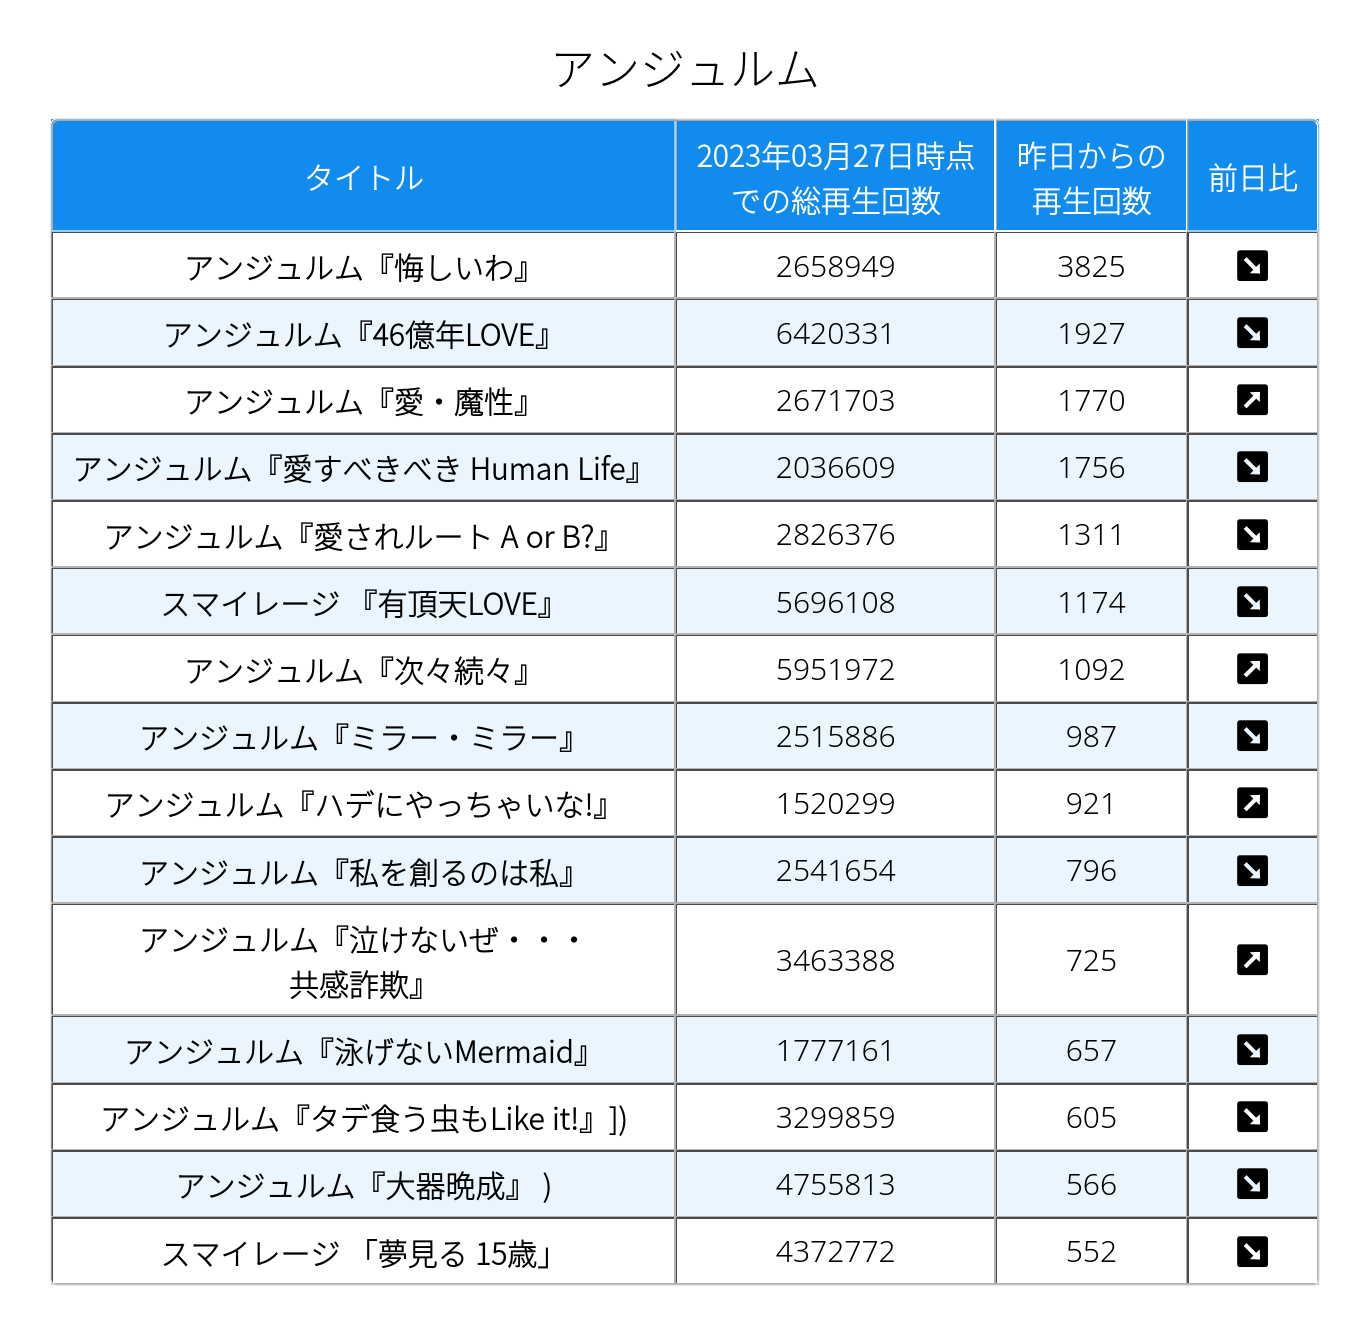 アンジュルム
タイトル
2023年03月27日時点
での総再生回数
昨日からの
再生回数
前日比
アンジュルム『悔しいわ』 2658949 3825
アンジュルム『46億年LOVE』 6420331 1927
アンジュルム『愛・魔性』 2671703 1770
アンジュルム『愛すべきべき Human Life』 2036609 1756
アンジュルム『愛されルート A or B?』 2826376 1311
スマイレージ 『有頂天LOVE』 5696108 1174
アンジュルム『次々続々』 5951972 1092
アンジュルム『ミラー・ミラー』 2515886 987
アンジュルム『ハデにやっちゃいな!』 1520299 921
アンジュルム『私を創るのは私』 2541654 796
アンジュルム『泣けないぜ・・・
共感詐欺』 3463388 725
アンジュルム『泳げないMermaid』 1777161 657
アンジュルム『タデ食う虫もLike it!』]) 3299859 605
アンジュルム『大器晩成』 ) 4755813 566
スマイレージ 「夢見る 15歳」 4372772 552